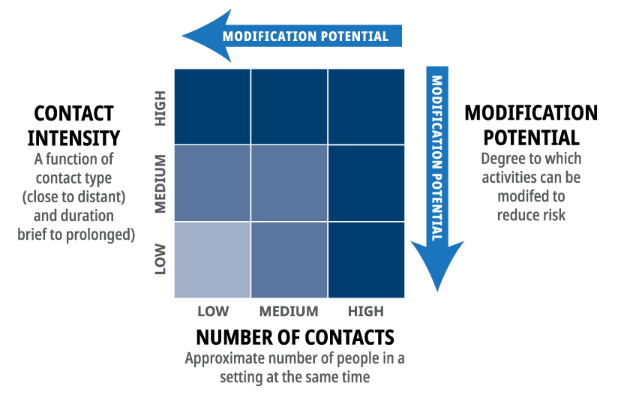 MODIFICATION POTENTIAL
CONTACT
INTENSITY
A function of
contact type
(close to distant)
and duration
brief to prolonged)
HIGH
MEDIUM
LOW
MODIFICATION POTENTIAL
MODIFICATION
POTENTIAL
Degree to which
activities can be
modifed to
reduce risk
LOW
MEDIUM
HIGH
NUMBER OF CONTACTS
Approximate number of people in a
setting at the same time